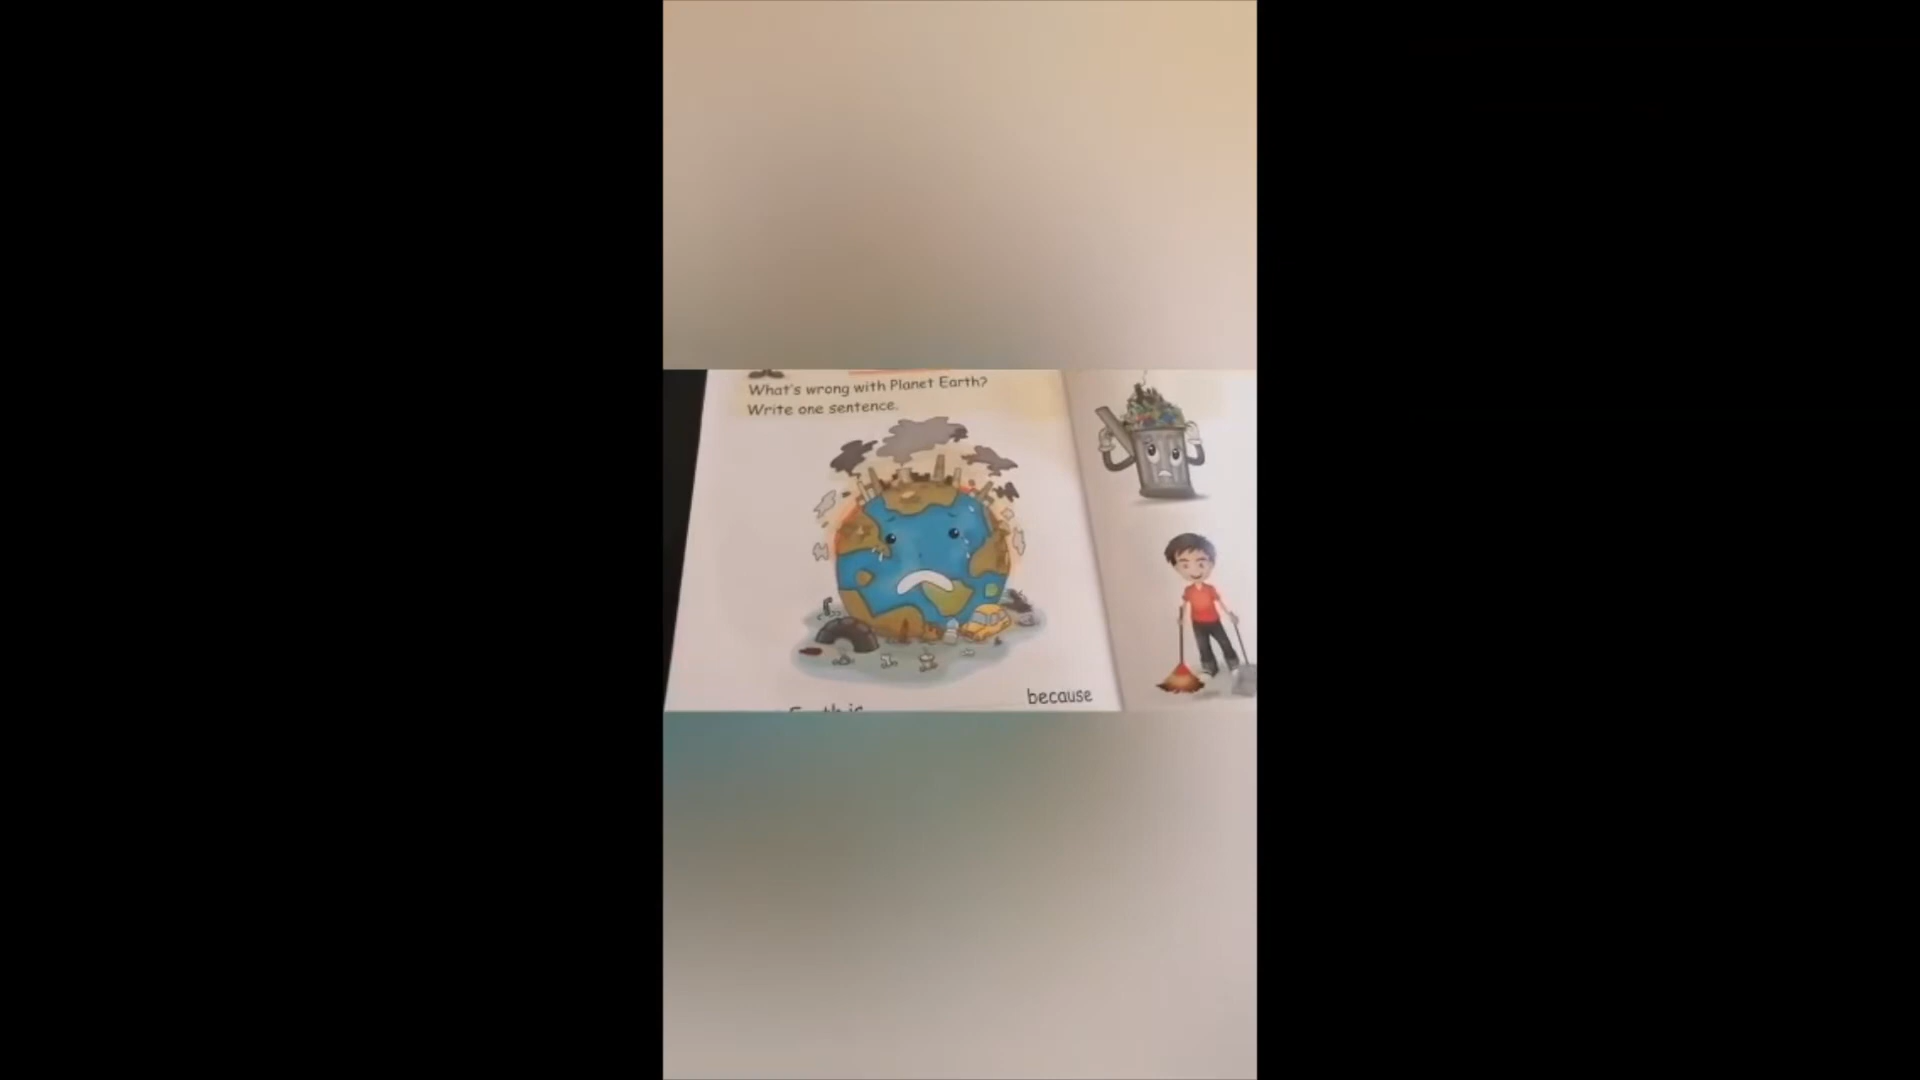 What's wrong with Planet Earth?
Write one sentence.
because